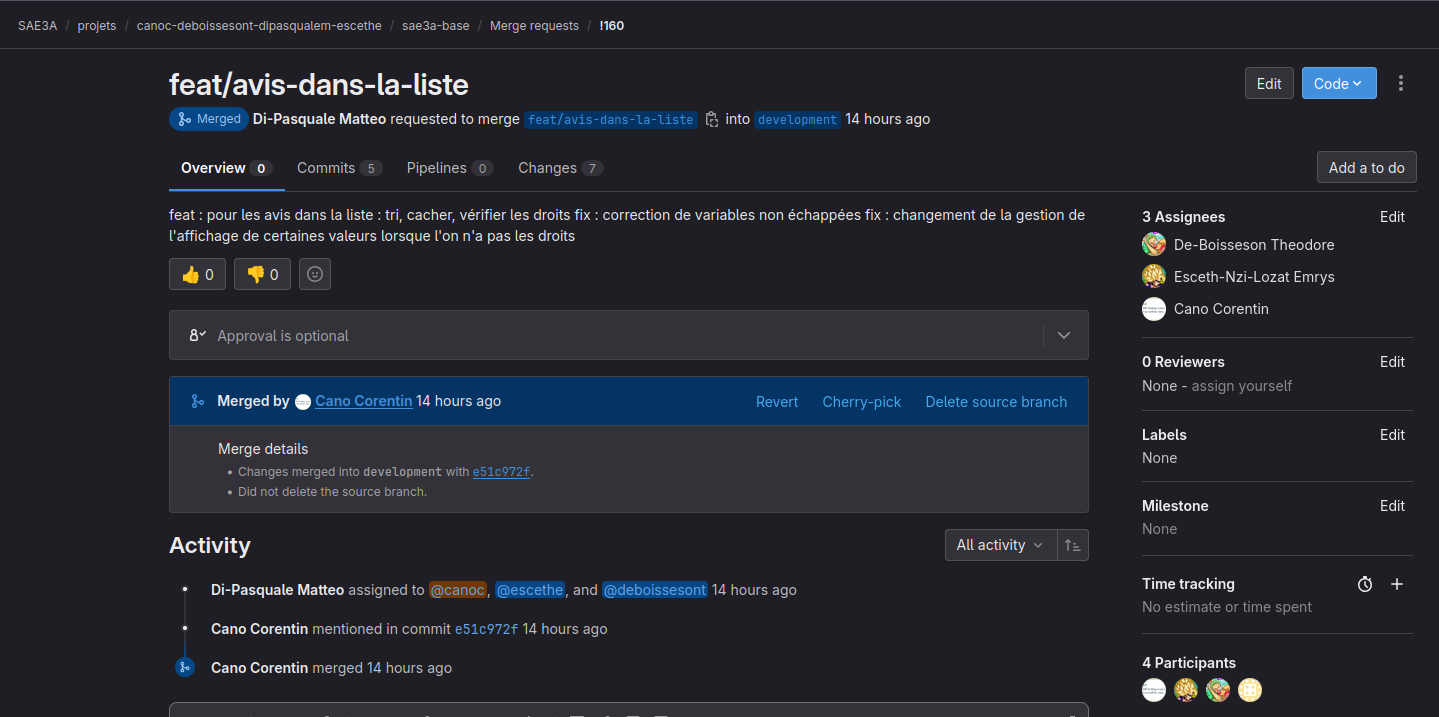 SAE3A / projets / canoc-deboissesont-dipasqualem-escethe / sae3a-base / Merge requests / !160
feat/avis-dans-la-liste
Edit
Code
Merged Di-Pasquale Matteo requested to merge feat/avis-dans-la-liste into development 14 hours ago
Overview 0 Commits 5 Pipelines 0 Changes 7
Add a to do
feat : pour les avis dans la liste : tri, cacher, vérifier les droits fix : correction de variables non échappées fix : changement de la gestion de
l'affichage de certaines valeurs lorsque l'on n'a pas les droits
👍 0 👎 0
Approval is optional
Merged by Cano Corentin 14 hours ago
Revert Cherry-pick Delete source branch
Merge details
• Changes merged into development with e51c972f.
• Did not delete the source branch.
Activity
All activity
Di-Pasquale Matteo assigned to @canoc, @escethe, and @deboissesont 14 hours ago
Cano Corentin mentioned in commit e51c972f 14 hours ago
Cano Corentin merged 14 hours ago
3 Assignees Edit
De-Boisseson Theodore
Esceth-Nzi-Lozat Emrys
Cano Corentin
0 Reviewers Edit
None - assign yourself
Labels Edit
None
Milestone Edit
None
Time tracking
No estimate or time spent
4 Participants